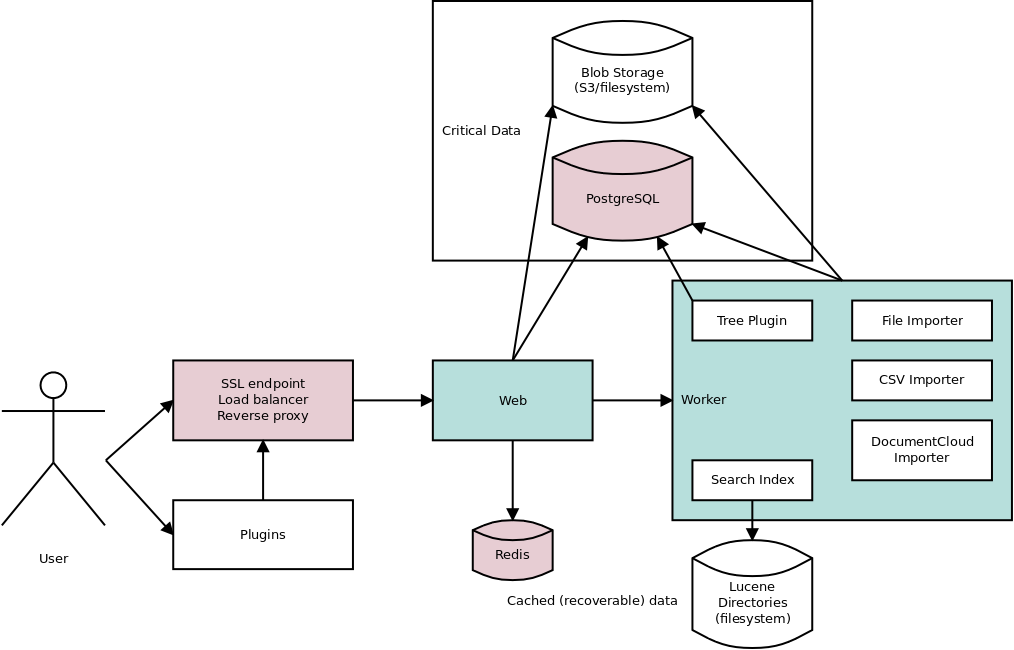 Blob Storage
(S3/filesystem)
Critical Data
PostgreSQL
Tree Plugin
File Importer
SSL endpoint
Load balancer
Reverse proxy
Web
Worker
CSV Importer
DocumentCloud
Importer
Search Index
Plugins
User
Redis
Cached (recoverable) data
Lucene
Directories
(filesystem)